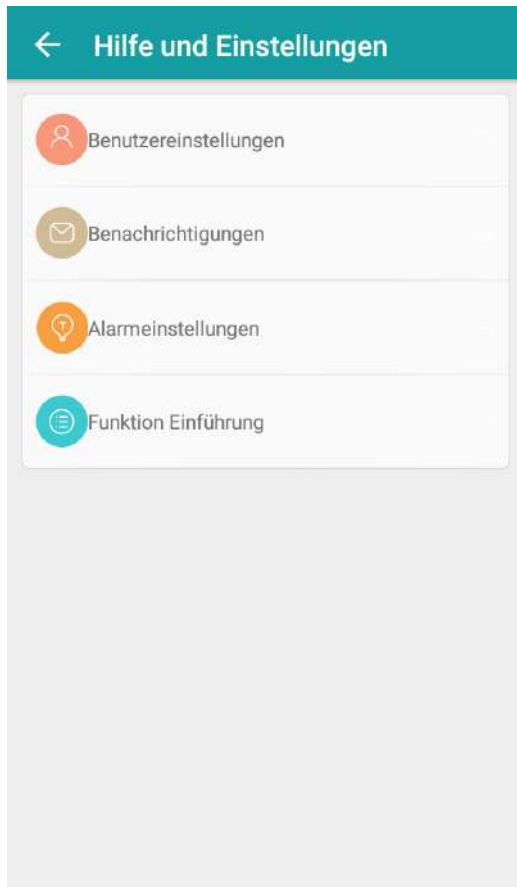 Hilfe und Einstellungen
Benutzereinstellungen
Benachrichtigungen
Alarmeinstellungen
Funktion Einführung